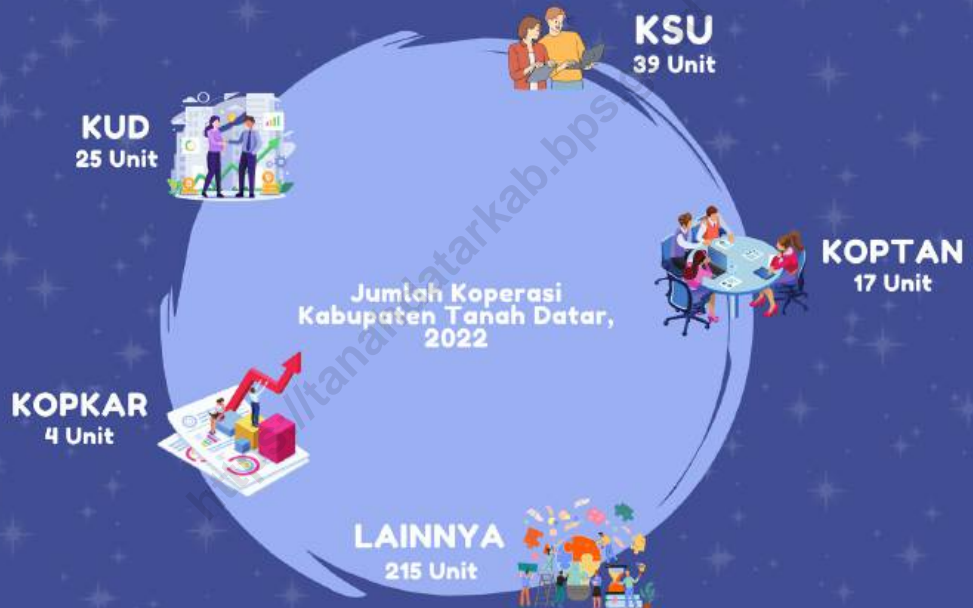 KSU
39 Unit
KUD
25 Unit
KOPTAN
17 Unit
Jumlah Koperasi
Kabupaten Tanah Datar,
2022
KOPKAR
4 Unit
LAINNYA
215 Unit